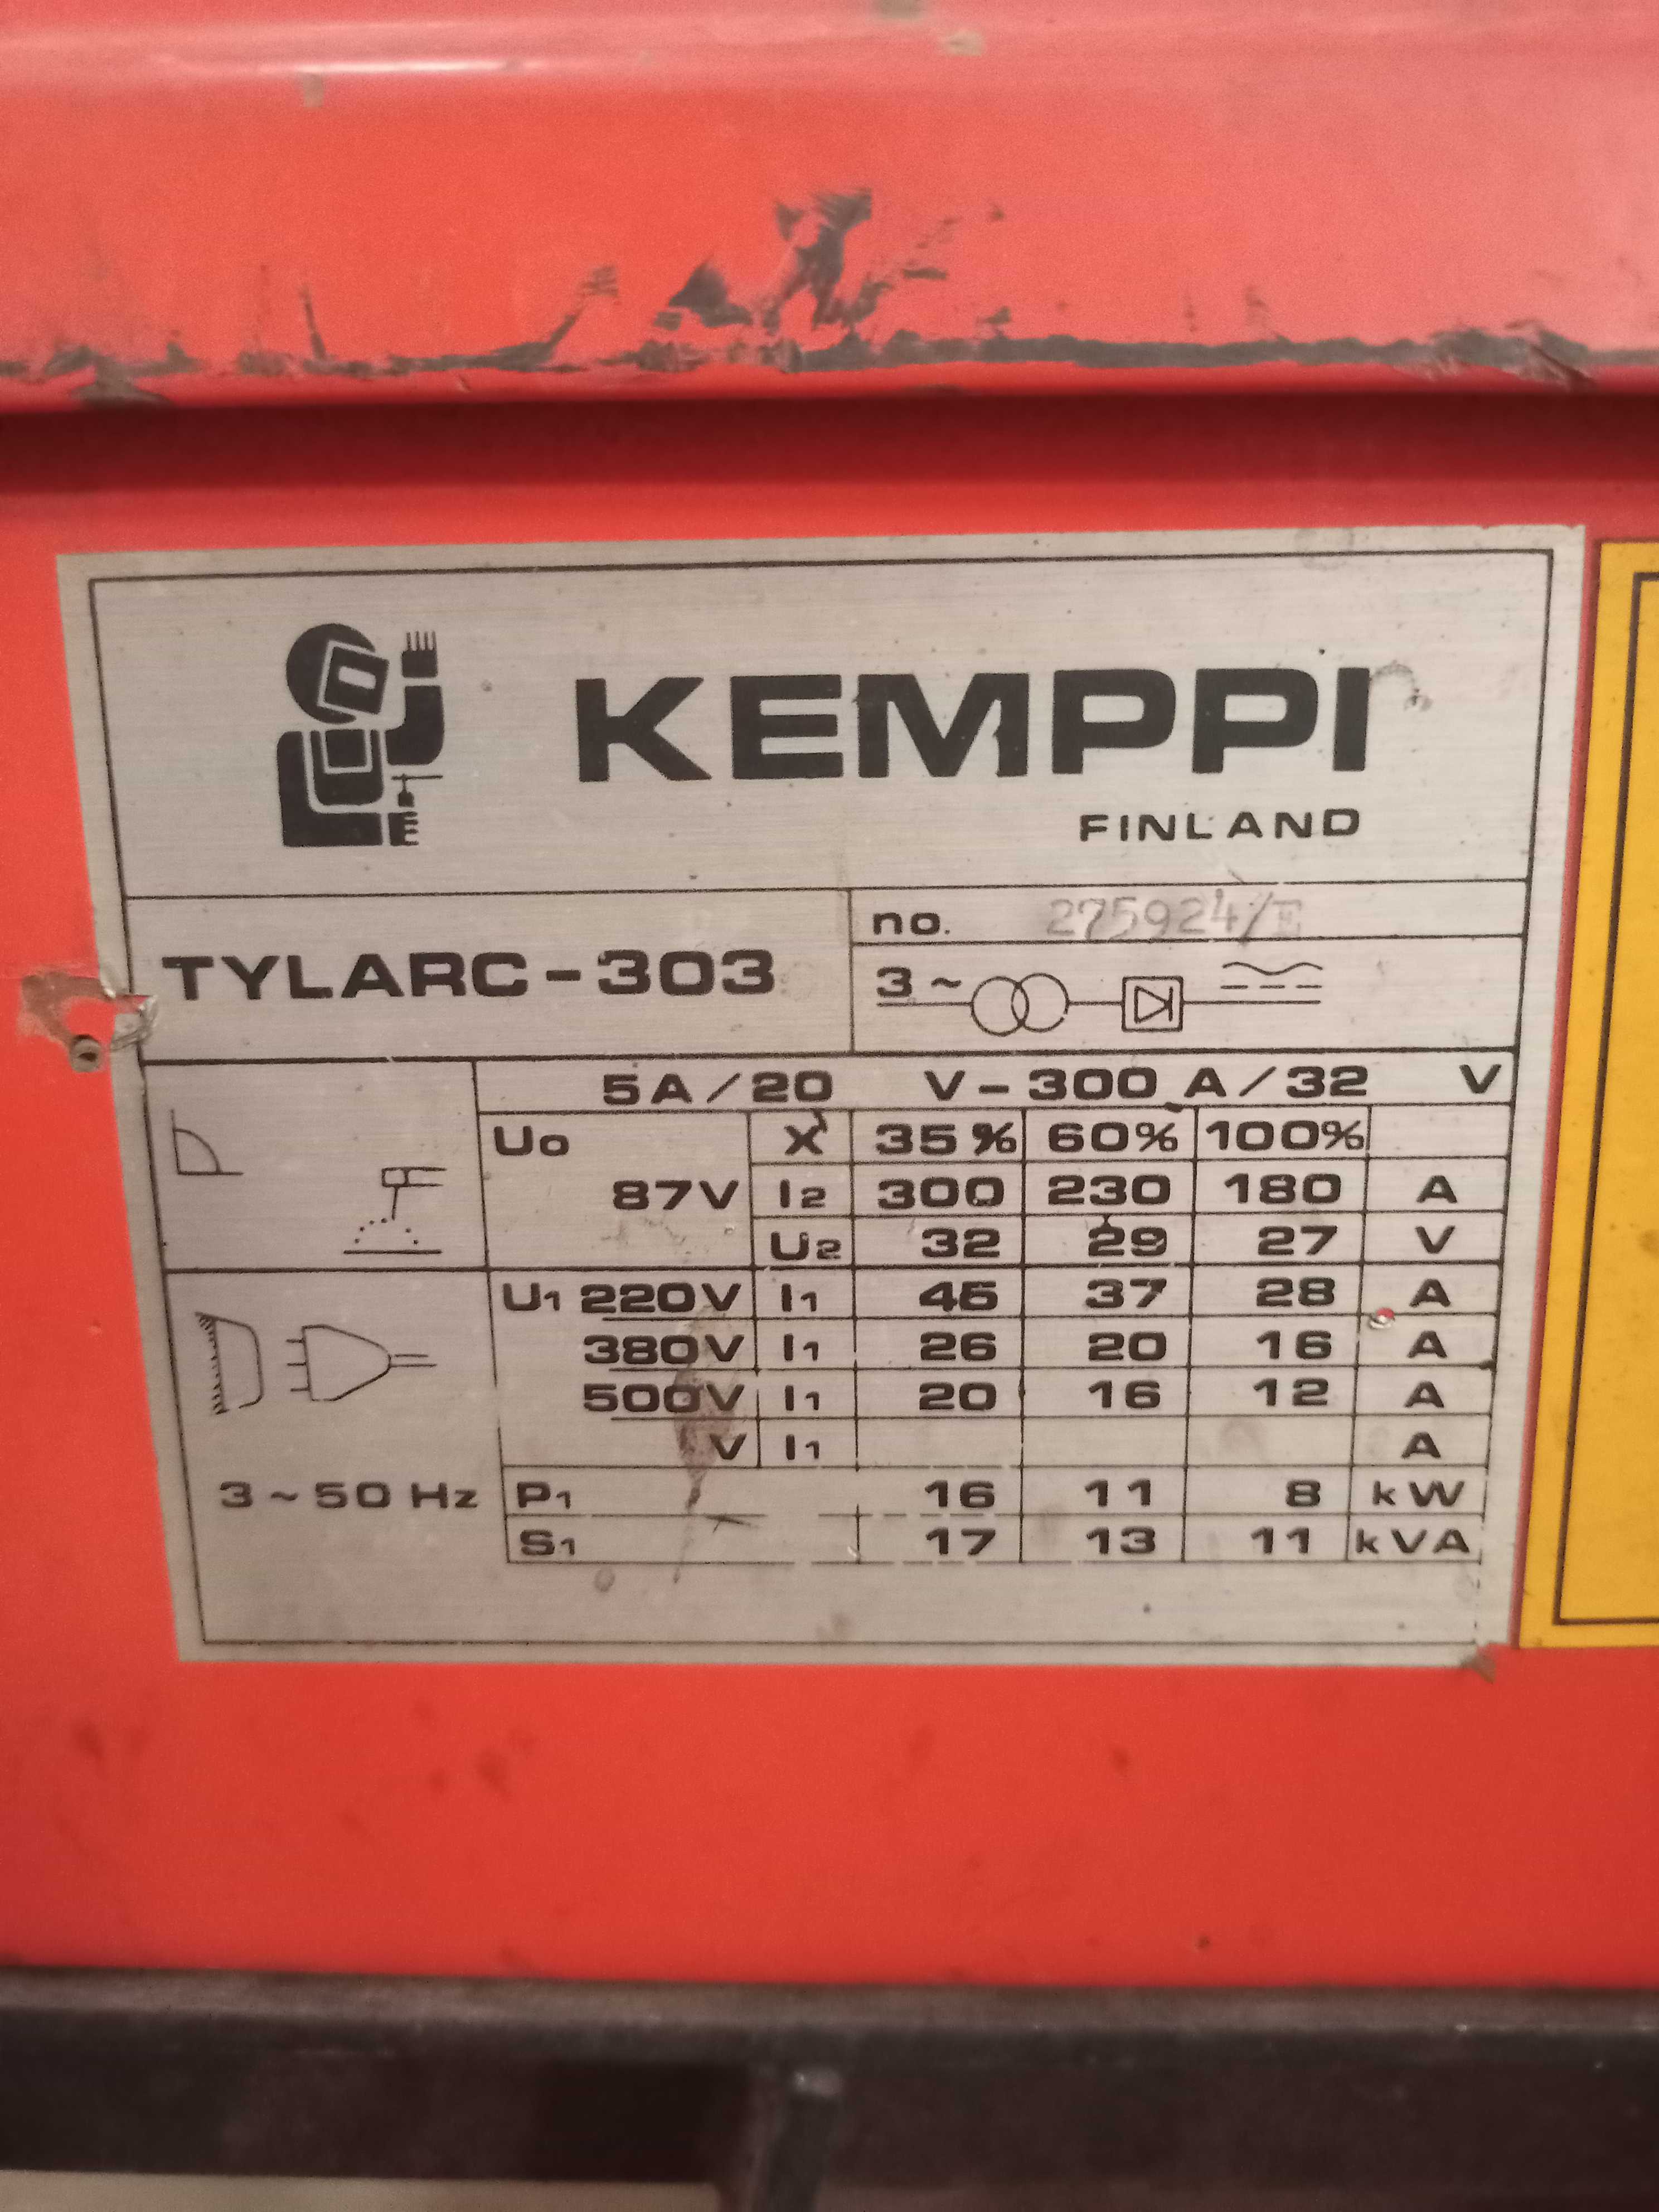 KEMPPI
FINLAND
TYLARC-303
no. 275924/E
3~
5A/20 V-300 A/32 V
Uo X 35% 60% 100%
87V I2 300 230 180 A
U2 32 29 27 V
U1 220V I1 45 37 28 A
380V I1 26 20 16 A
500V I1 20 16 12 A
V I1 A
3~50 Hz P1 16 11 8 kW
S1 17 13 11 kVA